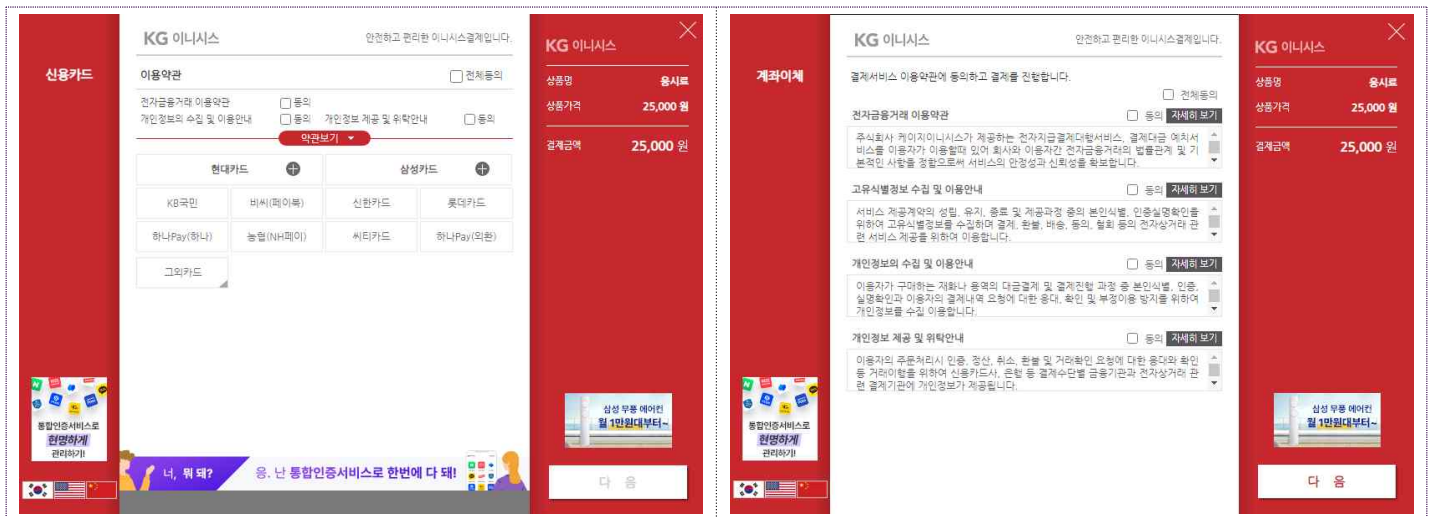 신용카드
KG 이니시스
안전하고 편리한 이니시스결제입니다.
이용약관
전체동의
전자금융거래 이용약관 동의
개인정보의 수집 및 이용안내 동의 개인정보 제공 및 위탁안내 동의
약관보기
현대카드 삼성카드
KB국민 비씨(페이북) 신한카드 롯데카드
하나Pay(하나) 농협(NH페이) 씨티카드 하나Pay(외환)
그외카드
통합인증서비스로
현명하게
관리하기!
너, 뭐 돼? 응. 난 통합인증서비스로 한번에 다 돼!
KG 이니시스
상품명 응시료
상품가격 25,000 원
결제금액 25,000 원
삼성 무풍 에어컨
월 1만원대부터~
다 음
계좌이체
KG 이니시스
안전하고 편리한 이니시스결제입니다.
결제서비스 이용약관에 동의하고 결제를 진행합니다.
전체동의
전자금융거래 이용약관 동의 자세히 보기
주식회사 케이지이니시스가 제공하는 전자지급결제대행서비스, 결제대금 예치서
비스를 이용자가 이용함에 있어 회사와 이용자간 전자금융거래의 법률관계 및 기
본적인 사항을 정함으로써 서비스의 안정성과 신뢰성을 확보합니다.
고유식별정보 수집 및 이용안내 동의 자세히 보기
서비스 제공계약의 성립, 유지, 종료 및 제공과정 중의 본인식별, 인증실명확인을
위하여 고유식별정보를 수집하며 결제, 환불, 배송, 동의, 철회 등의 전자상거래 관
련 서비스 제공을 위하여 이용합니다.
개인정보의 수집 및 이용안내 동의 자세히 보기
이용자가 구매하는 재화나 용역의 대금결제 및 결제진행 과정 중 본인식별, 인증,
실명확인과 이용자의 결제내역 요청에 대한 응대, 확인 및 부정이용 방지를 위하여
개인정보를 수집 이용합니다.
개인정보 제공 및 위탁안내 동의 자세히 보기
이용자의 주문처리시 인증, 정산, 취소, 환불 및 거래확인 요청에 대한 응대와 확인
등 거래이행을 위하여 신용카드사, 은행 등 결제수단별 금융기관과 전자상거래 관
련 결제기관에 개인정보가 제공됩니다.
통합인증서비스로
현명하게
관리하기!
KG 이니시스
상품명 응시료
상품가격 25,000 원
결제금액 25,000 원
삼성 무풍 에어컨
월 1만원대부터~
다 음